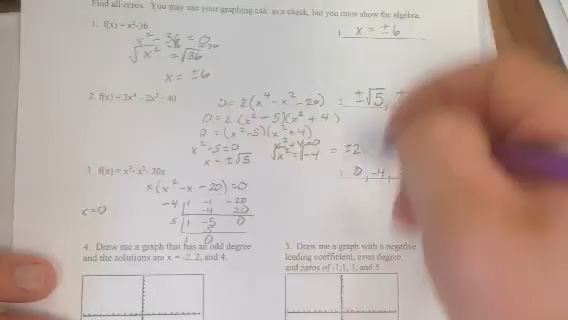 Find all zeros. You may use your graphing calc as a check, but you must show the algebra.
1. f(x) = x²-36
1. x = ±6
x² - 36 = 0
√x² = √36
x = ±6
2. f(x) = 2x⁴ - 2x² - 40
0 = 2(x⁴ - x² - 20)
2. ±√5,
0 = 2(x² - 5)(x² + 4)
0 = (x² - 5)(x² + 4)
x² - 5 = 0
x² + 4 = 0
x = ±√5
√x² = √-4 = ±2
3. f(x) = x³ - x² - 20x
3. 0, -4,
x(x² - x - 20) = 0
x = 0
-4 | 1 -1 -20
-4 20
5 | 1 -5 0
5
1 0
4. Draw me a graph that has an odd degree
and the solutions are x = -2, 2, and 4.
5. Draw me a graph with a negative
leading coefficient, even degree,
and zeros of -1, 1, 3, and 5.